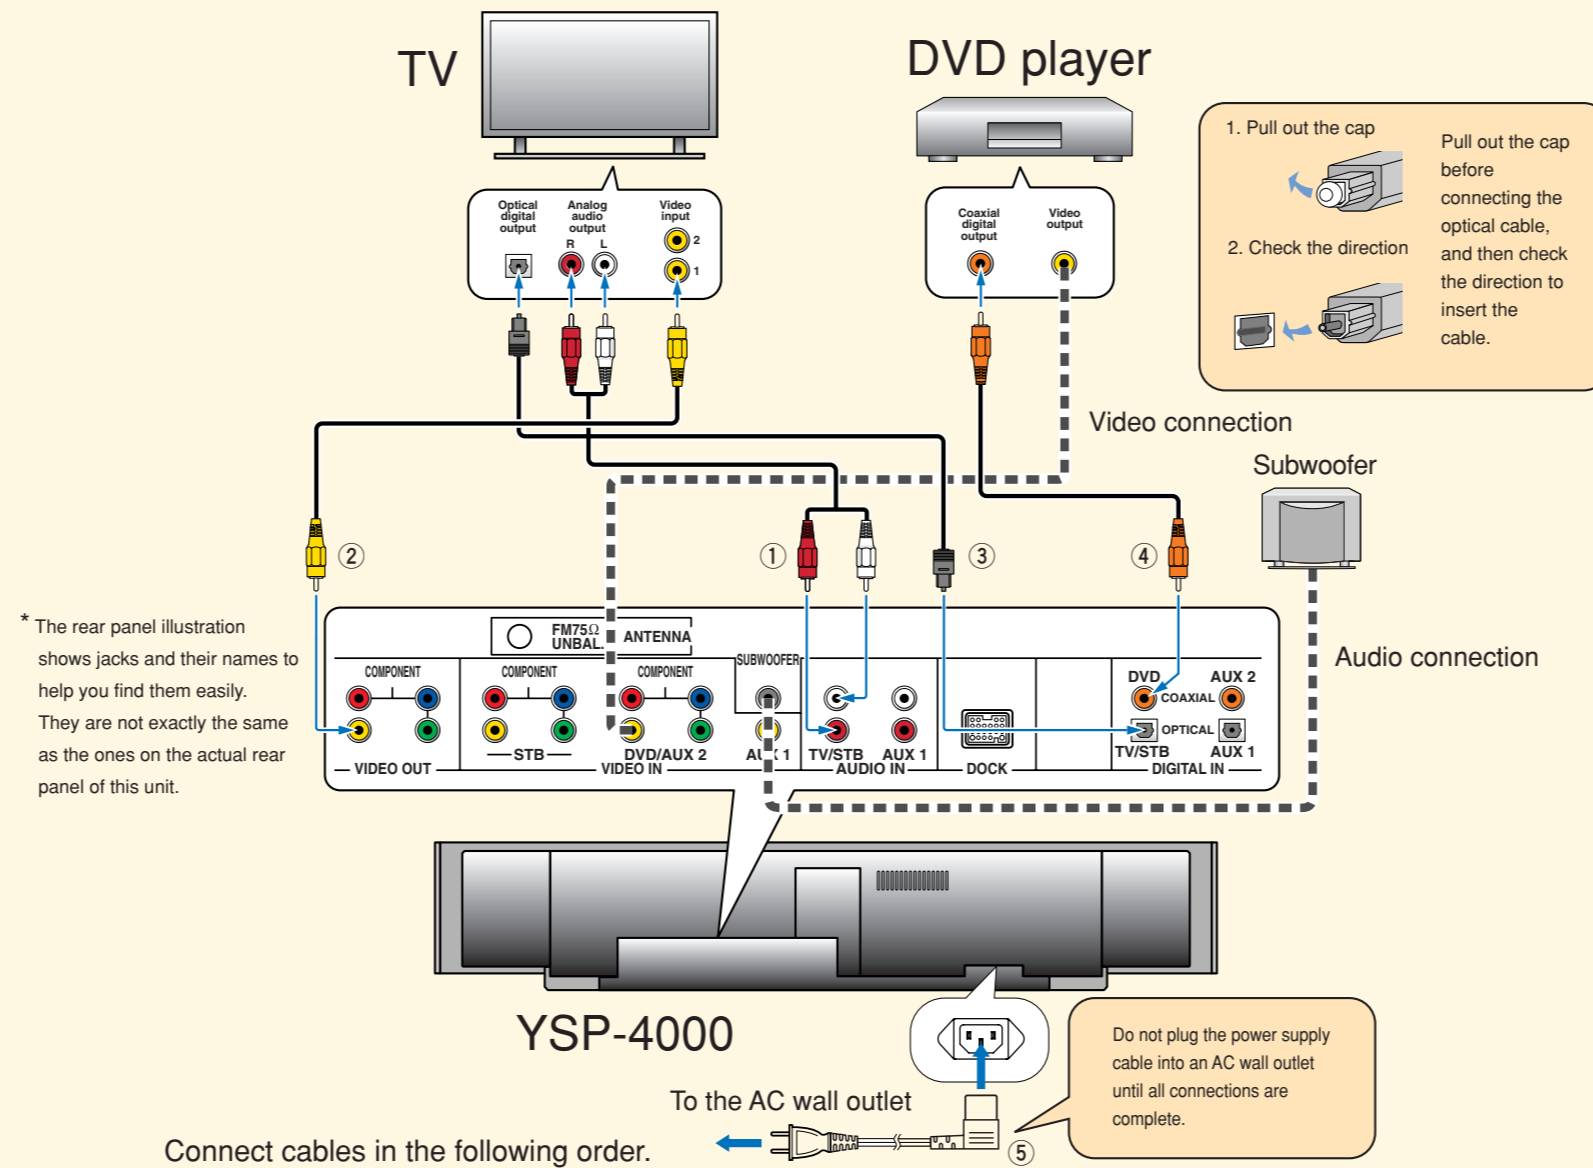 TV
DVD player
Optical
digital
output
Analog
audio
output
R L
Video
input
2
1
Coaxial
digital
output
Video
output
1. Pull out the cap
2. Check the direction
Pull out the cap
before
connecting the
optical cable,
and then check
the direction to
insert the
cable.
Video connection
Subwoofer
② ① ③ ④
* The rear panel illustration
shows jacks and their names to
help you find them easily.
They are not exactly the same
as the ones on the actual rear
panel of this unit.
FM75Ω
UNBAL.
ANTENNA
COMPONENT
COMPONENT
COMPONENT
SUBWOOFER
DVD AUX 2
COAXIAL
OPTICAL
STB
DVD/AUX 2
AUX 1
TV/STB
AUX 1
TV/STB
AUX 1
VIDEO OUT
VIDEO IN
AUDIO IN
DOCK
DIGITAL IN
Audio connection
YSP-4000
Do not plug the power supply
cable into an AC wall outlet
until all connections are
complete.
To the AC wall outlet
⑤
Connect cables in the following order.